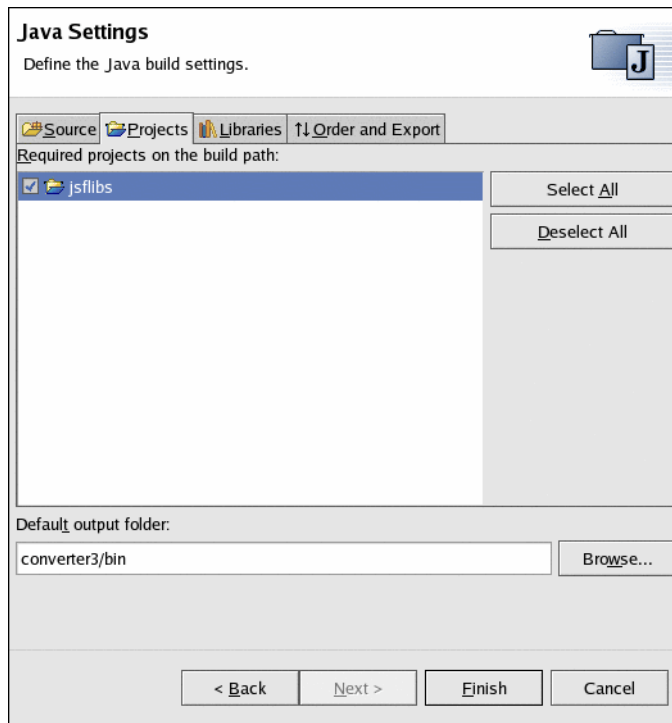 Java Settings
Define the Java build settings.
J
Source Projects Libraries Order and Export
Required projects on the build path:
jsflibs
Select All
Deselect All
Default output folder:
converter3/bin
Browse...
< Back Next > Finish Cancel